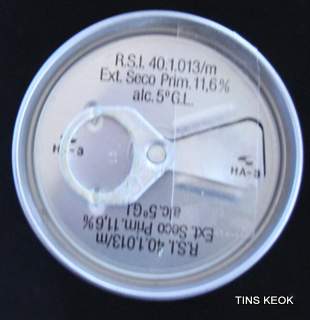 R.S.I. 40.1.013/m
Ext. Seco Prim. 11,6%
alc. 5°G.L.
HA-3
HA-3
alc. 5°G.L.
Ext. Seco Prim. 11,6%
R.S.I. 40.1.013/m
TINS KEOK